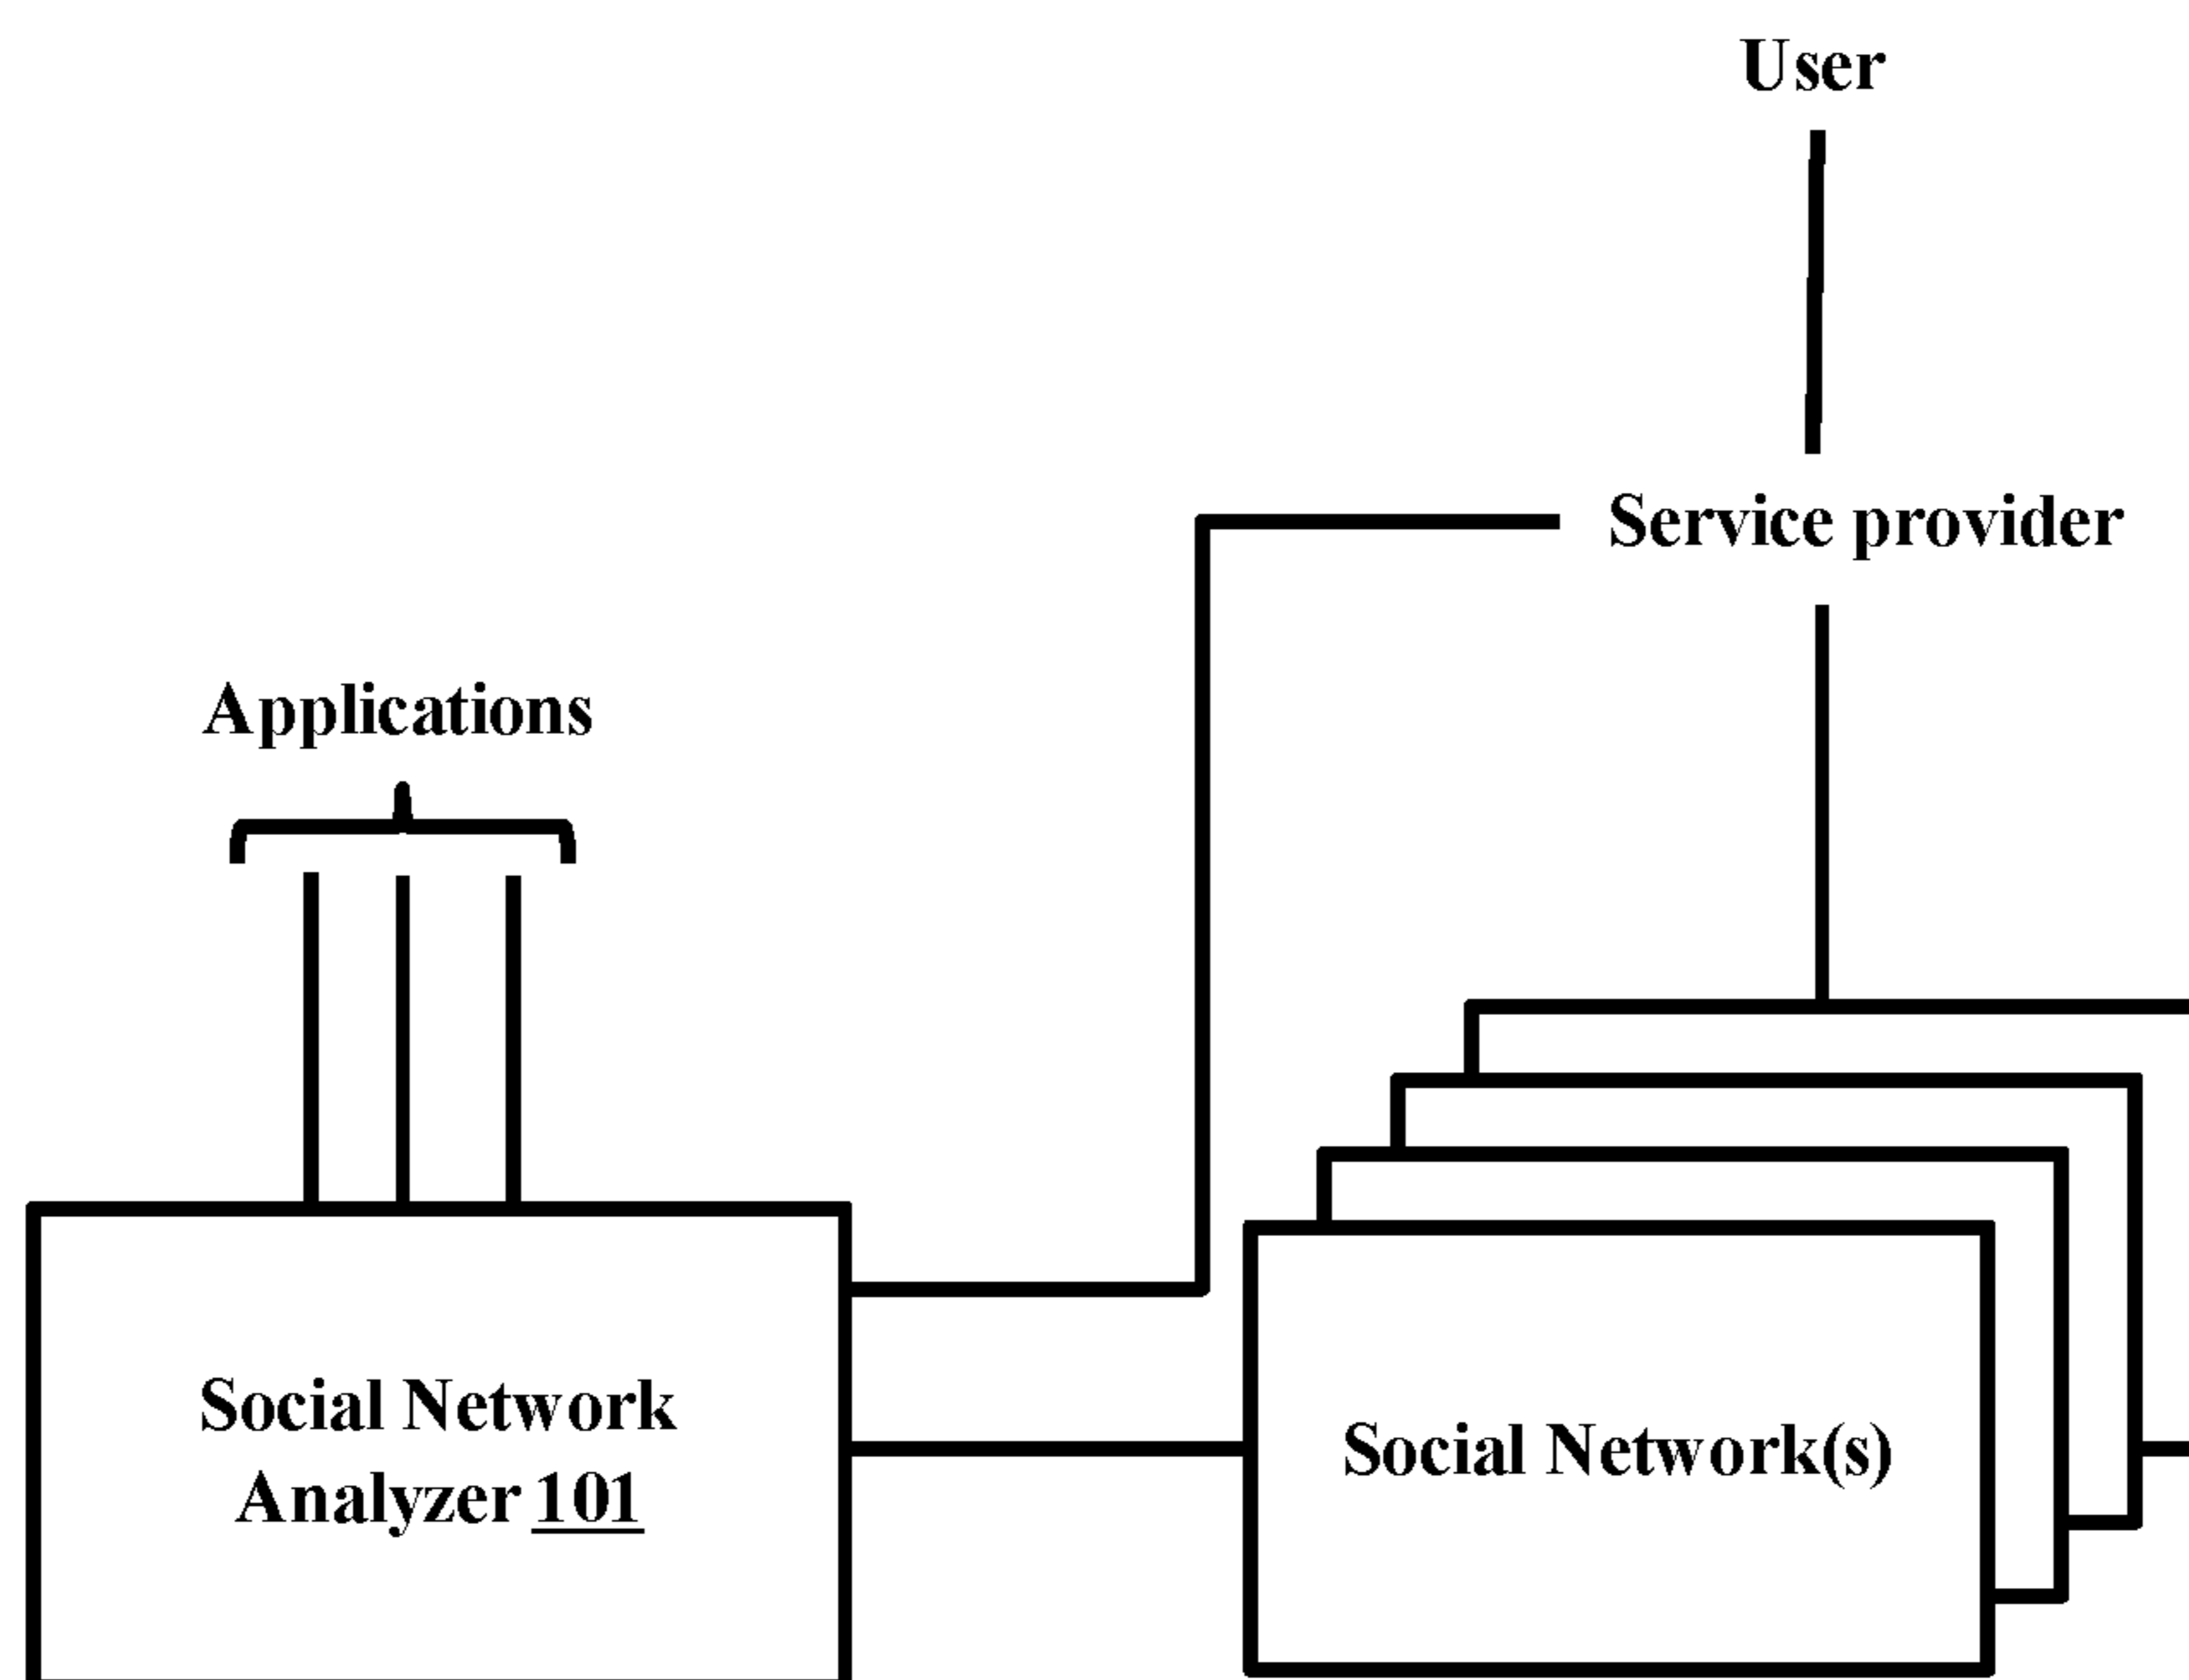 User
Service provider
Applications
Social Network
Analyzer 101
Social Network(s)